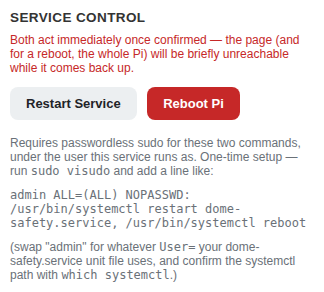 SERVICE CONTROL
Both act immediately once confirmed — the page (and
for a reboot, the whole Pi) will be briefly unreachable
while it comes back up.
Restart Service
Reboot Pi
Requires passwordless sudo for these two commands,
under the user this service runs as. One-time setup —
run sudo visudo and add a line like:
admin ALL=(ALL) NOPASSWD:
/usr/bin/systemctl restart dome-
safety.service, /usr/bin/systemctl reboot
(swap "admin" for whatever User= your dome-
safety.service unit file uses, and confirm the systemctl
path with which systemctl.)